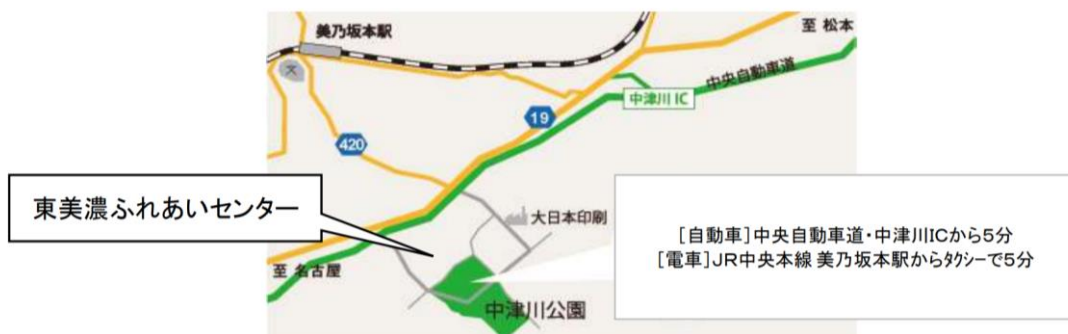 美乃坂本駅
至 松本
中央自動車道
中津川 IC
19
420
東美濃ふれあいセンター
大日本印刷
[自動車]中央自動車道・中津川ICから5分
[電車]JR中央本線 美乃坂本駅からタクシーで5分
至 名古屋
中津川公園